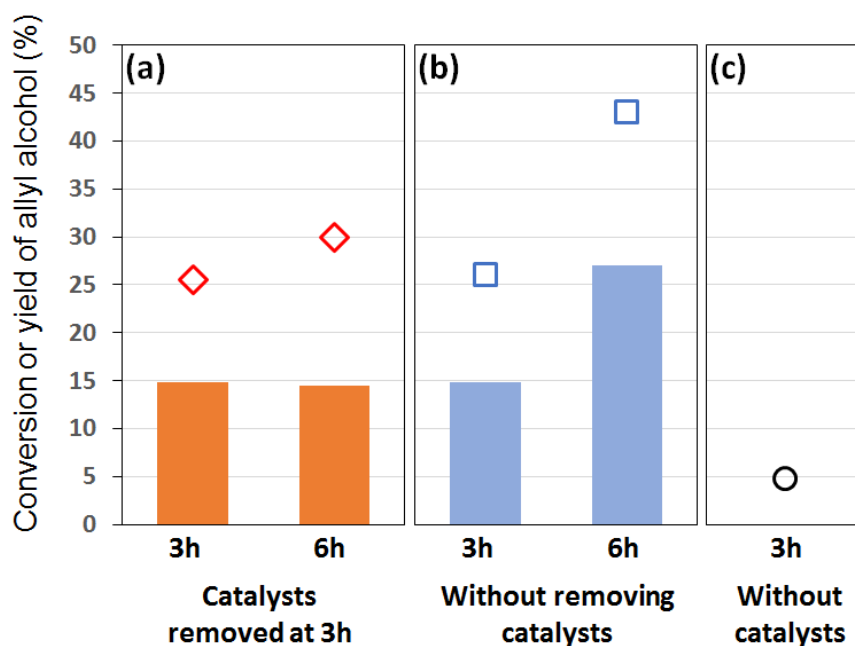 Conversion or yield of allyl alcohol (%)
50
45
40
35
30
25
20
15
10
5
0
(a)
(b)
(c)
3h
6h
3h
6h
3h
Catalysts
removed at 3h
Without removing
catalysts
Without
catalysts